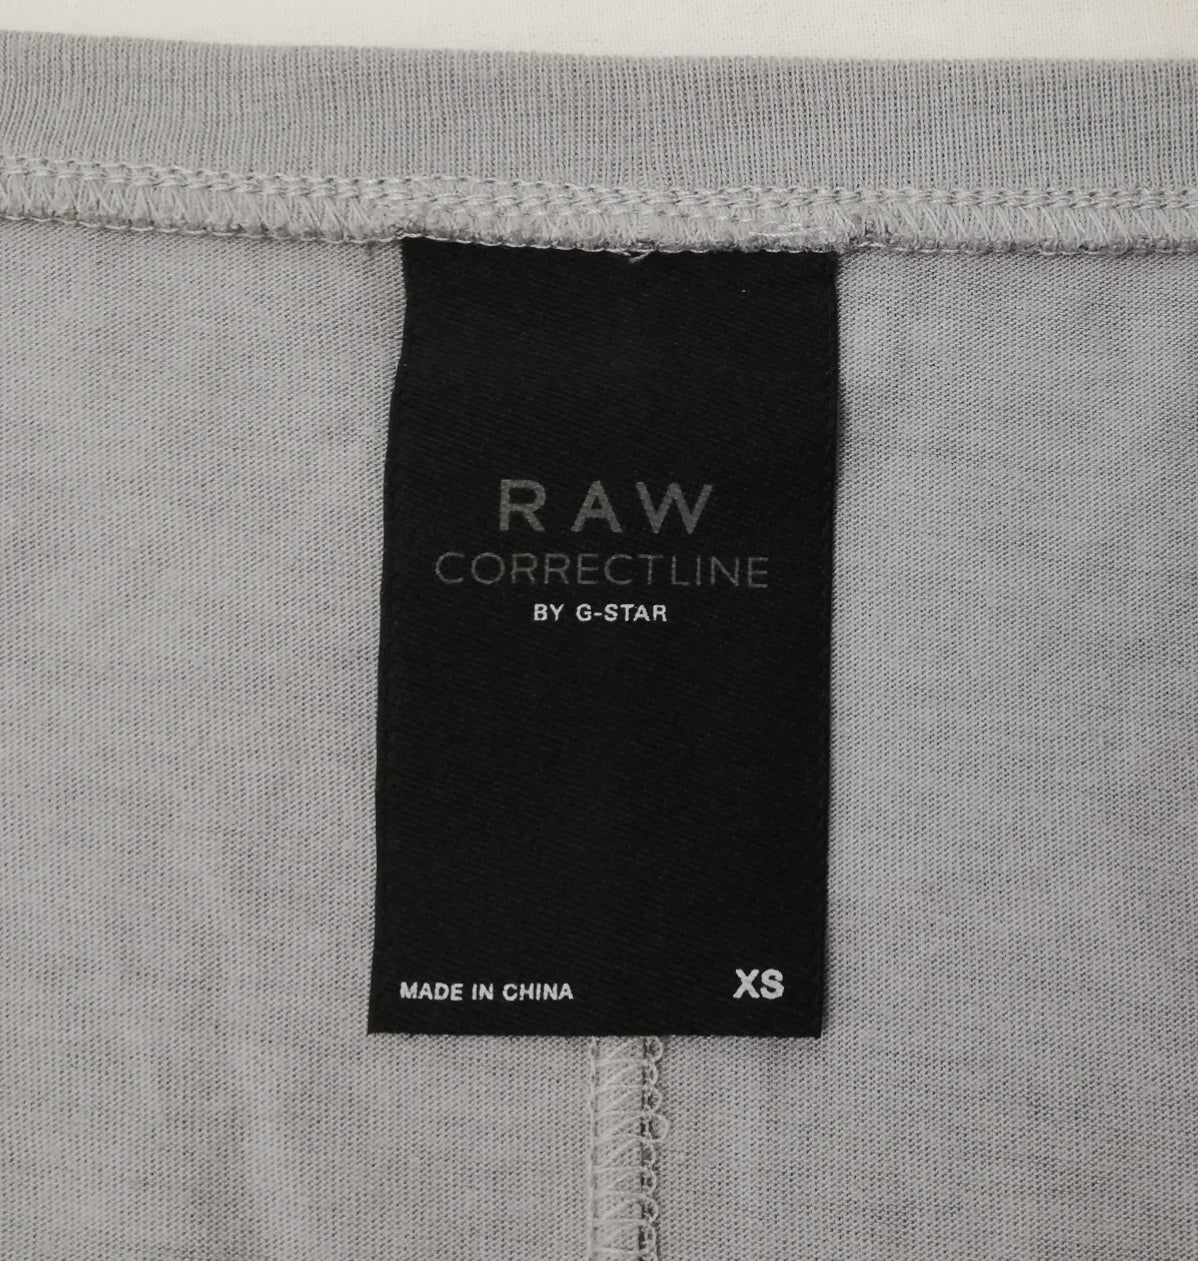 RAW
CORRECTLINE
BY G-STAR
MADE IN CHINA
XS